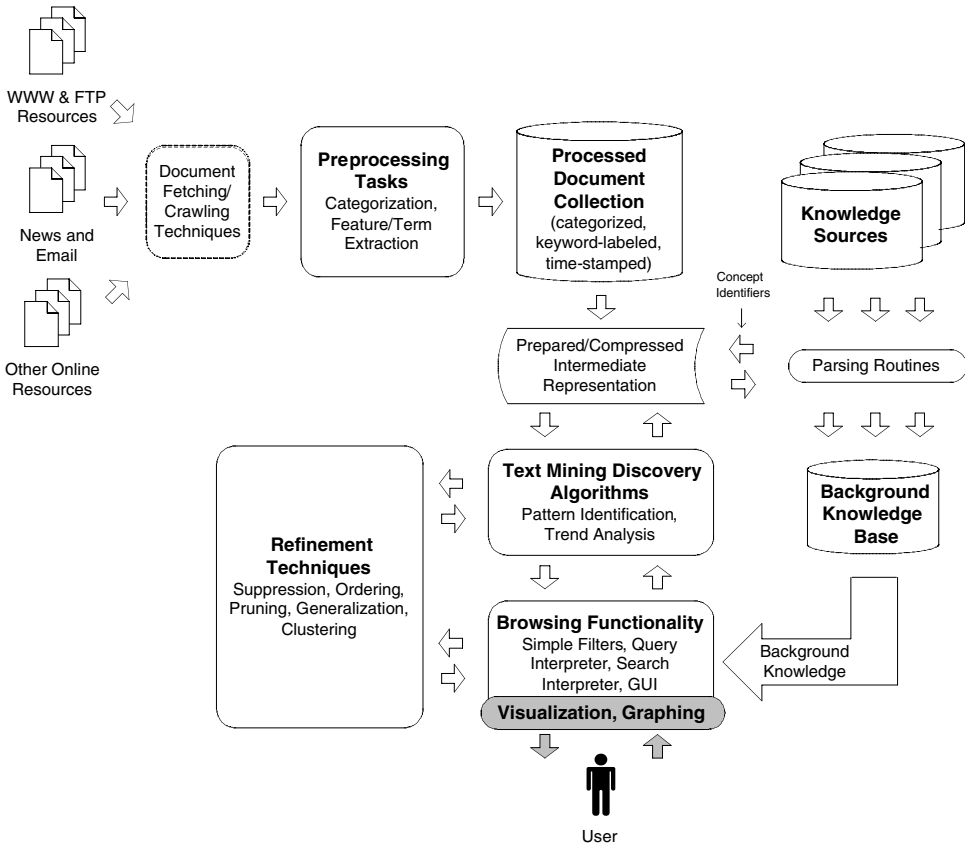 WWW & FTP
Resources
News and
Email
Other Online
Resources
Document
Fetching/
Crawling
Techniques
Preprocessing
Tasks
Categorization,
Feature/Term
Extraction
Processed
Document
Collection
(categorized,
keyword-labeled,
time-stamped)
Knowledge
Sources
Concept
Identifiers
Prepared/Compressed
Intermediate
Representation
Parsing Routines
Text Mining Discovery
Algorithms
Pattern Identification,
Trend Analysis
Background
Knowledge
Base
Refinement
Techniques
Suppression, Ordering,
Pruning, Generalization,
Clustering
Browsing Functionality
Simple Filters, Query
Interpreter, Search
Interpreter, GUI
Visualization, Graphing
Background
Knowledge
User